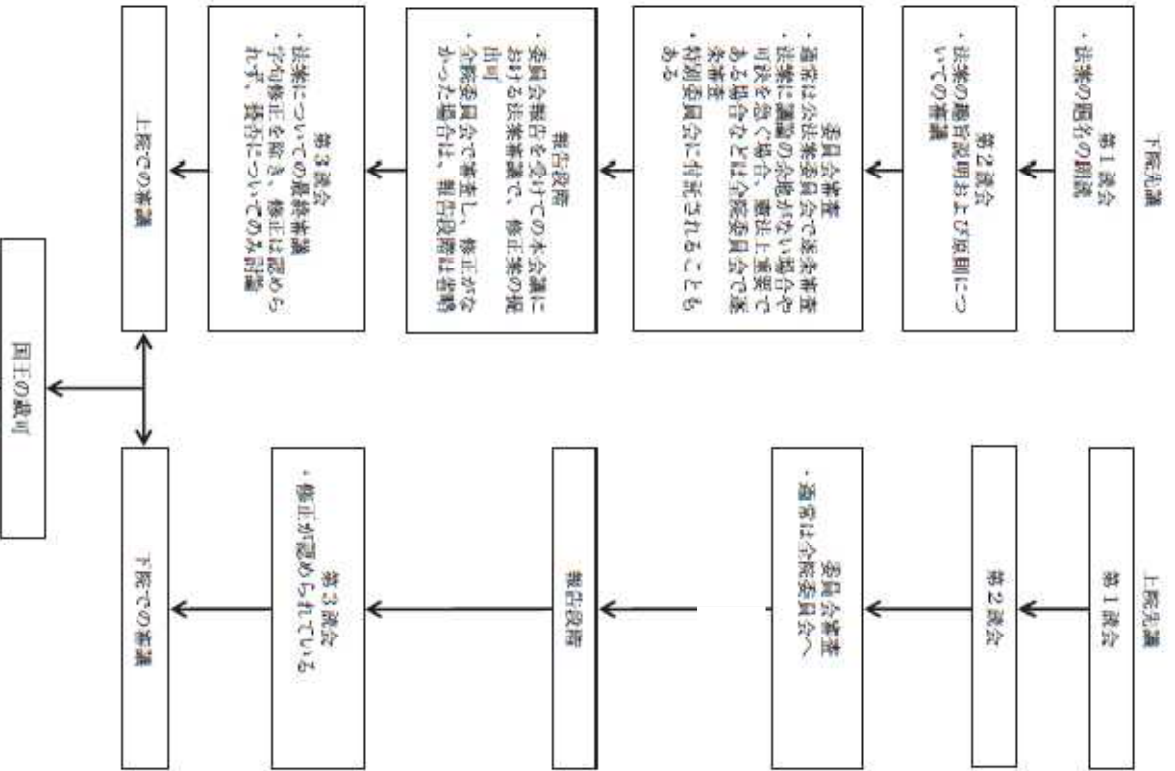 下院先議
第1読会
・法案の題名の朗読
第2読会
・法案の趣旨説明および原則につ
いての審議
委員会審査
・通常は公法案委員会で逐条審査
・法案に議論の余地がない場合や
可決を急ぐ場合、憲法上重要で
ある場合などは全院委員会で逐
条審査
・特別委員会に付託されることも
ある
報告段階
・委員会報告を受けての本会議に
おける法案審議で、修正案の提
出可
・全院委員会で審査し、修正がな
かった場合は、報告段階は省略
第3読会
・法案についての最終審議
・字句修正を除き、修正は認めら
れず、賛否についてのみ討論
上院での審議
上院先議
第1読会
第2読会
委員会審査
・通常は全院委員会へ
報告段階
第3読会
・修正が認められている
下院での審議
国王の裁可